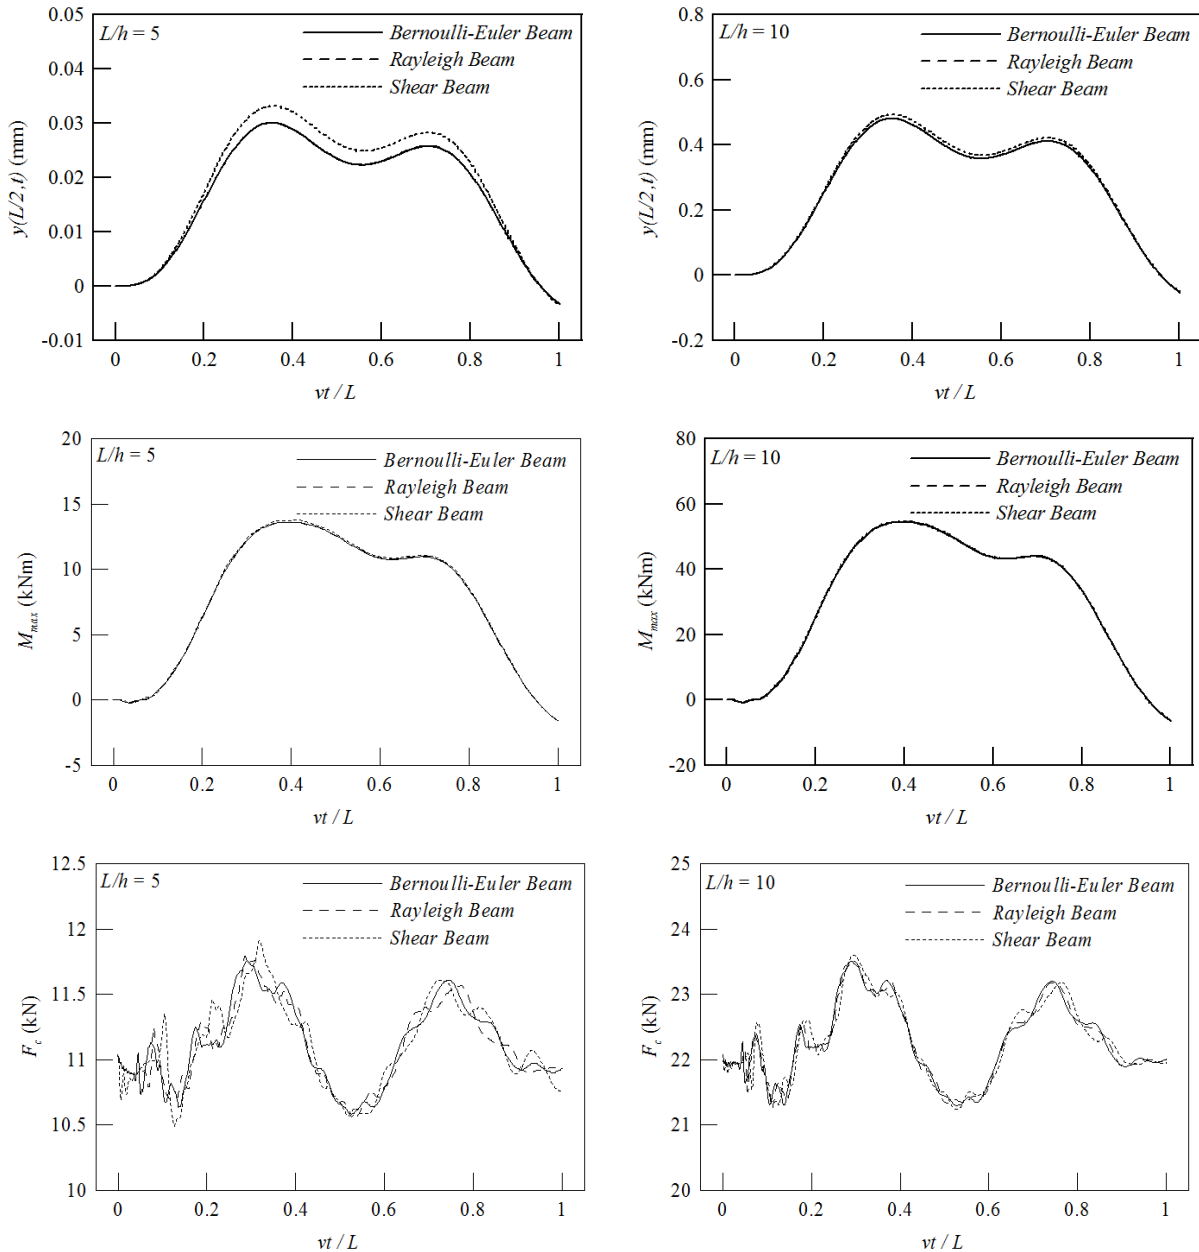 0.05
0.04
0.03
0.02
0.01
0
-0.01
y(L/2,t) (mm)
L/h = 5
Bernoulli-Euler Beam
Rayleigh Beam
Shear Beam
0 0.2 0.4 0.6 0.8 1
vt / L
0.8
0.6
0.4
0.2
0
-0.2
y(L/2,t) (mm)
L/h = 10
Bernoulli-Euler Beam
Rayleigh Beam
Shear Beam
0 0.2 0.4 0.6 0.8 1
vt / L
20
15
10
5
0
-5
Mmax (kNm)
L/h = 5
Bernoulli-Euler Beam
Rayleigh Beam
Shear Beam
0 0.2 0.4 0.6 0.8 1
vt / L
80
60
40
20
0
-20
Mmax (kNm)
L/h = 10
Bernoulli-Euler Beam
Rayleigh Beam
Shear Beam
0 0.2 0.4 0.6 0.8 1
vt / L
12.5
12
11.5
11
10.5
10
Fc (kN)
L/h = 5
Bernoulli-Euler Beam
Rayleigh Beam
Shear Beam
0 0.2 0.4 0.6 0.8 1
vt / L
25
24
23
22
21
20
Fc (kN)
L/h = 10
Bernoulli-Euler Beam
Rayleigh Beam
Shear Beam
0 0.2 0.4 0.6 0.8 1
vt / L